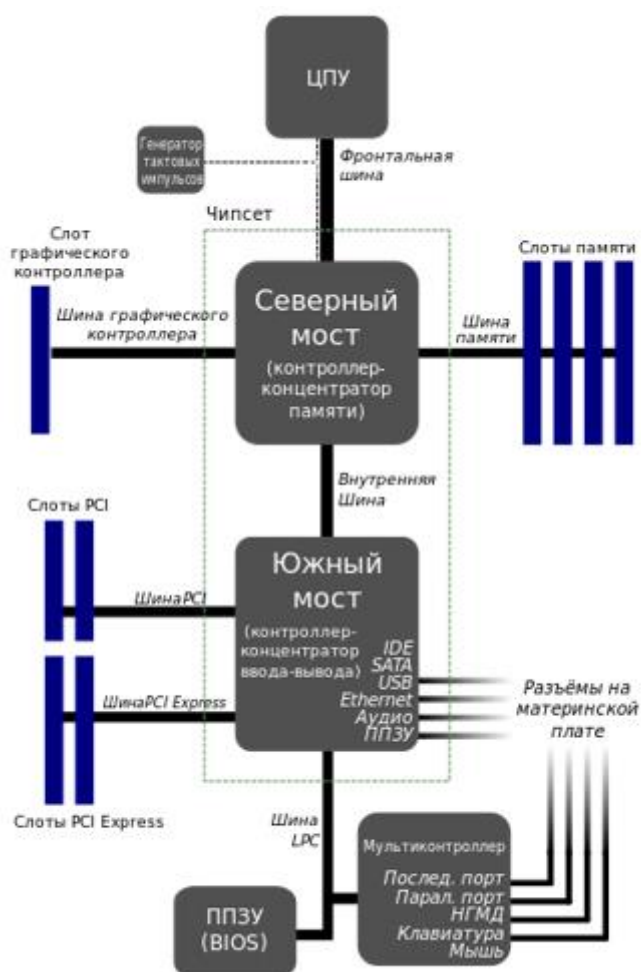 ЦПУ
Генератор
тактовых
импульсов
Фронтальная
шина
Чипсет
Слот
графического
контроллера
Слоты памяти
Шина графического
контроллера
Северный
мост
(контроллер-
концентратор
памяти)
Шина
памяти
Внутренняя
Шина
Слоты PCI
ШинаPCI
Южный
мост
(контроллер-
концентратор
ввода-вывода)
IDE
SATA
USB
Ethernet
Аудио
ППЗУ
Разъёмы на
материнской
плате
ШинаPCI Express
Слоты PCI Express
Шина
LPC
Мультиконтроллер
Послед. порт
Парал. порт
НГМД
Клавиатура
Мышь
ППЗУ
(BIOS)